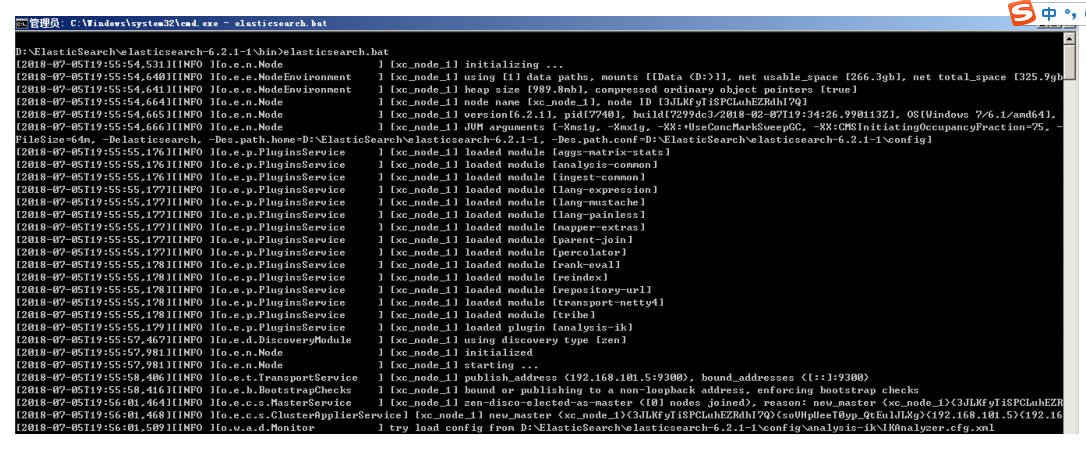 管理员: C:\Windows\system32\cmd.exe - elasticsearch.bat
中
D:\ElasticSearch\elasticsearch-6.2.1-1\bin>elasticsearch.bat
[2018-07-05T19:55:54,531][INFO ][o.e.n.Node               ] [xc_node_1] initializing ...
[2018-07-05T19:55:54,640][INFO ][o.e.e.NodeEnvironment    ] [xc_node_1] using [1] data paths, mounts [[Data (D:)]], net usable_space [266.3gb], net total_space [325.9gb
[2018-07-05T19:55:54,641][INFO ][o.e.e.NodeEnvironment    ] [xc_node_1] heap size [989.8mb], compressed ordinary object pointers [true]
[2018-07-05T19:55:54,664][INFO ][o.e.n.Node               ] [xc_node_1] node name [xc_node_1], node ID [3JLKfyTiSPCLuhEZRdhI7Q]
[2018-07-05T19:55:54,665][INFO ][o.e.n.Node               ] [xc_node_1] version[6.2.1], pid[7740], build[7299dc3/2018-02-07T19:34:26.990113Z], OS[Windows 7/6.1/amd64],
[2018-07-05T19:55:54,666][INFO ][o.e.n.Node               ] [xc_node_1] JVM arguments [-Xms1g, -Xmx1g, -XX:+UseConcMarkSweepGC, -XX:CMSInitiatingOccupancyFraction=75, -
FileSize=64m, -Delasticsearch, -Des.path.home=D:\ElasticSearch\elasticsearch-6.2.1-1, -Des.path.conf=D:\ElasticSearch\elasticsearch-6.2.1-1\config]
[2018-07-05T19:55:55,176][INFO ][o.e.p.PluginsService     ] [xc_node_1] loaded module [aggs-matrix-stats]
[2018-07-05T19:55:55,176][INFO ][o.e.p.PluginsService     ] [xc_node_1] loaded module [analysis-common]
[2018-07-05T19:55:55,176][INFO ][o.e.p.PluginsService     ] [xc_node_1] loaded module [ingest-common]
[2018-07-05T19:55:55,177][INFO ][o.e.p.PluginsService     ] [xc_node_1] loaded module [lang-expression]
[2018-07-05T19:55:55,177][INFO ][o.e.p.PluginsService     ] [xc_node_1] loaded module [lang-mustache]
[2018-07-05T19:55:55,177][INFO ][o.e.p.PluginsService     ] [xc_node_1] loaded module [lang-painless]
[2018-07-05T19:55:55,177][INFO ][o.e.p.PluginsService     ] [xc_node_1] loaded module [mapper-extras]
[2018-07-05T19:55:55,177][INFO ][o.e.p.PluginsService     ] [xc_node_1] loaded module [parent-join]
[2018-07-05T19:55:55,177][INFO ][o.e.p.PluginsService     ] [xc_node_1] loaded module [percolator]
[2018-07-05T19:55:55,178][INFO ][o.e.p.PluginsService     ] [xc_node_1] loaded module [rank-eval]
[2018-07-05T19:55:55,178][INFO ][o.e.p.PluginsService     ] [xc_node_1] loaded module [reindex]
[2018-07-05T19:55:55,178][INFO ][o.e.p.PluginsService     ] [xc_node_1] loaded module [repository-url]
[2018-07-05T19:55:55,178][INFO ][o.e.p.PluginsService     ] [xc_node_1] loaded module [transport-netty4]
[2018-07-05T19:55:55,178][INFO ][o.e.p.PluginsService     ] [xc_node_1] loaded module [tribe]
[2018-07-05T19:55:55,179][INFO ][o.e.p.PluginsService     ] [xc_node_1] loaded plugin [analysis-ik]
[2018-07-05T19:55:57,467][INFO ][o.e.d.DiscoveryModule    ] [xc_node_1] using discovery type [zen]
[2018-07-05T19:55:57,981][INFO ][o.e.n.Node               ] [xc_node_1] initialized
[2018-07-05T19:55:57,981][INFO ][o.e.n.Node               ] [xc_node_1] starting ...
[2018-07-05T19:55:58,406][INFO ][o.e.t.TransportService   ] [xc_node_1] publish_address {192.168.101.5:9300}, bound_addresses {[::]:9300}
[2018-07-05T19:55:58,416][INFO ][o.e.b.BootstrapChecks    ] [xc_node_1] bound or publishing to a non-loopback address, enforcing bootstrap checks
[2018-07-05T19:56:01,464][INFO ][o.e.c.s.MasterService    ] [xc_node_1] zen-disco-elected-as-master ([0] nodes joined), reason: new_master {xc_node_1}{3JLKfyTiSPCLuhEZR
[2018-07-05T19:56:01,468][INFO ][o.e.c.s.ClusterApplierService] [xc_node_1] new_master {xc_node_1}{3JLKfyTiSPCLuhEZRdhI7Q}{soUHpUeeT0yp_QtEulJLXg}{192.168.101.5}{192.16
[2018-07-05T19:56:01,509][INFO ][o.w.a.d.Monitor          ] try load config from D:\ElasticSearch\elasticsearch-6.2.1-1\config\analysis-ik\IKAnalyzer.cfg.xml